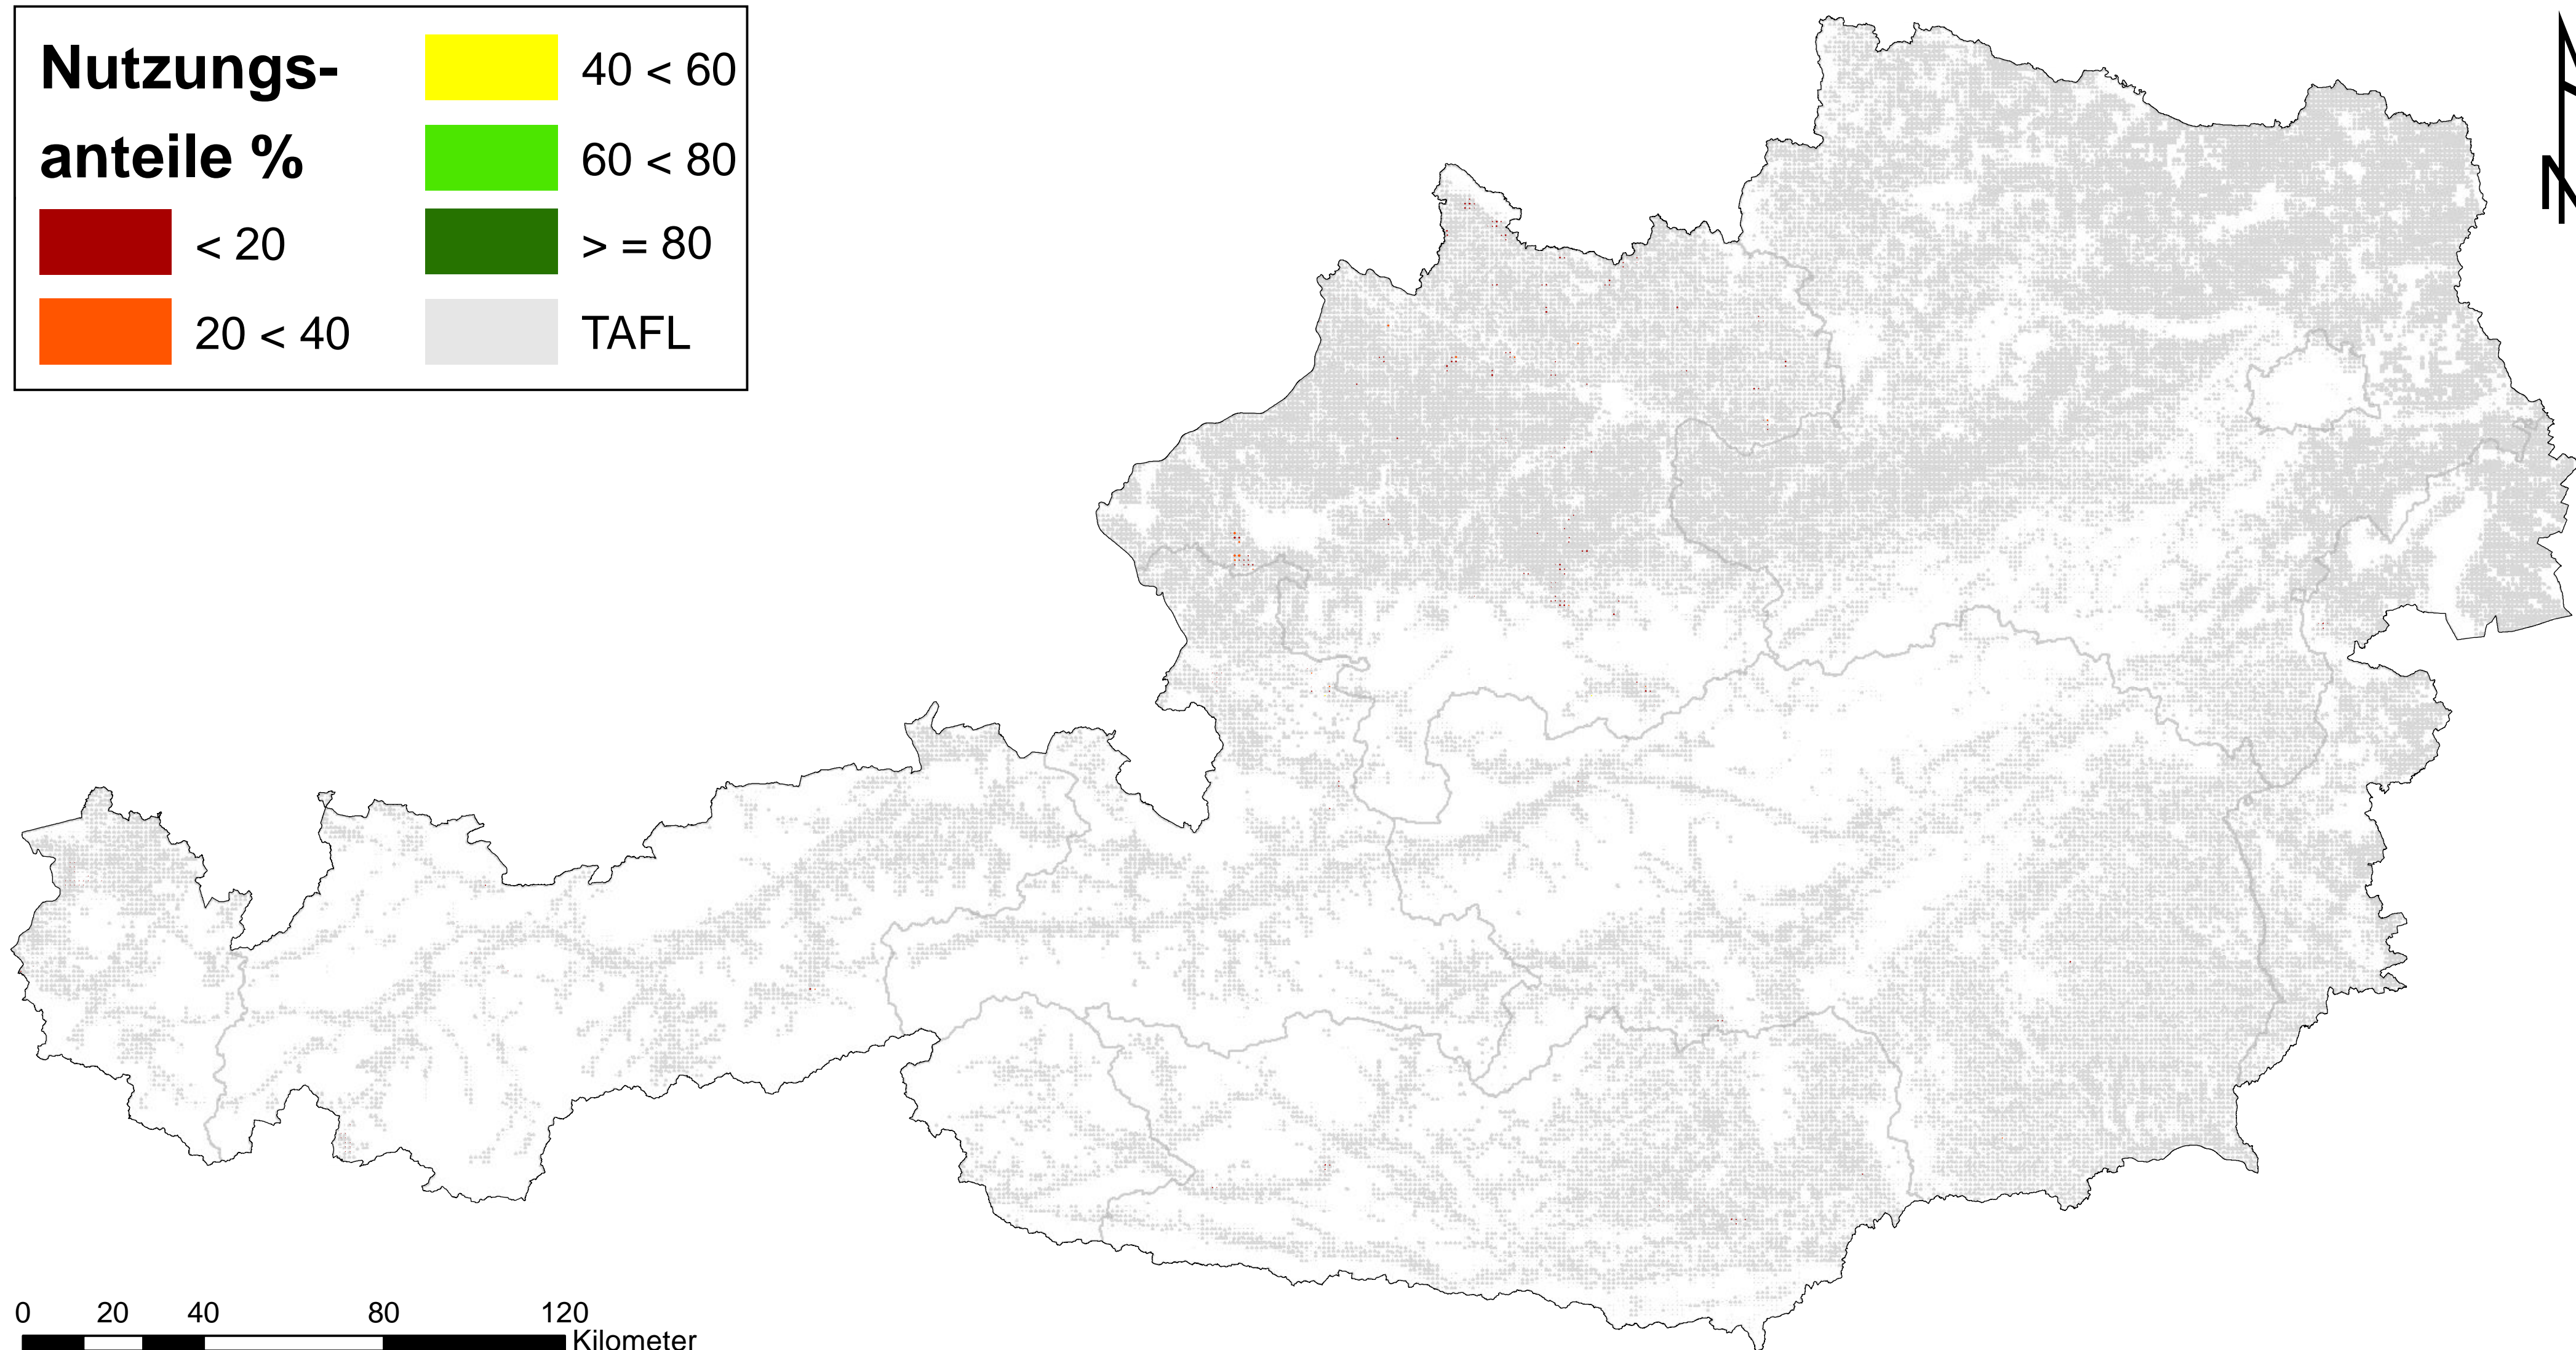 Nutzungs-
anteile %
< 20
20 < 40
40 < 60
60 < 80
> = 80
TAFL
N
0 20 40 80 120
Kilometer